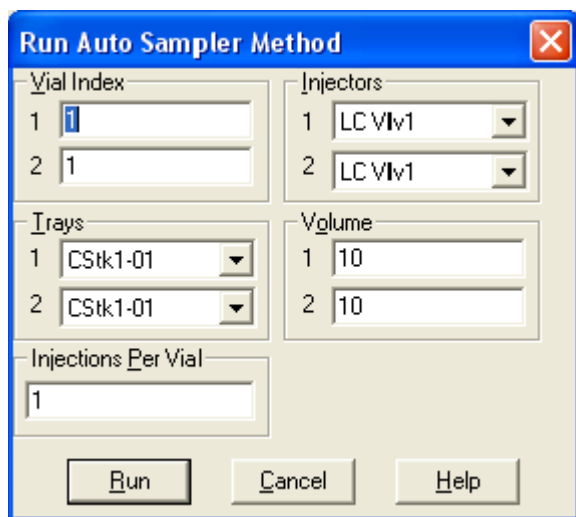 Run Auto Sampler Method
Vial Index
1 1
2 1
Injectors
1 LC Vlv1
2 LC Vlv1
Trays
1 CStk1-01
2 CStk1-01
Volume
1 10
2 10
Injections Per Vial
1
Run Cancel Help